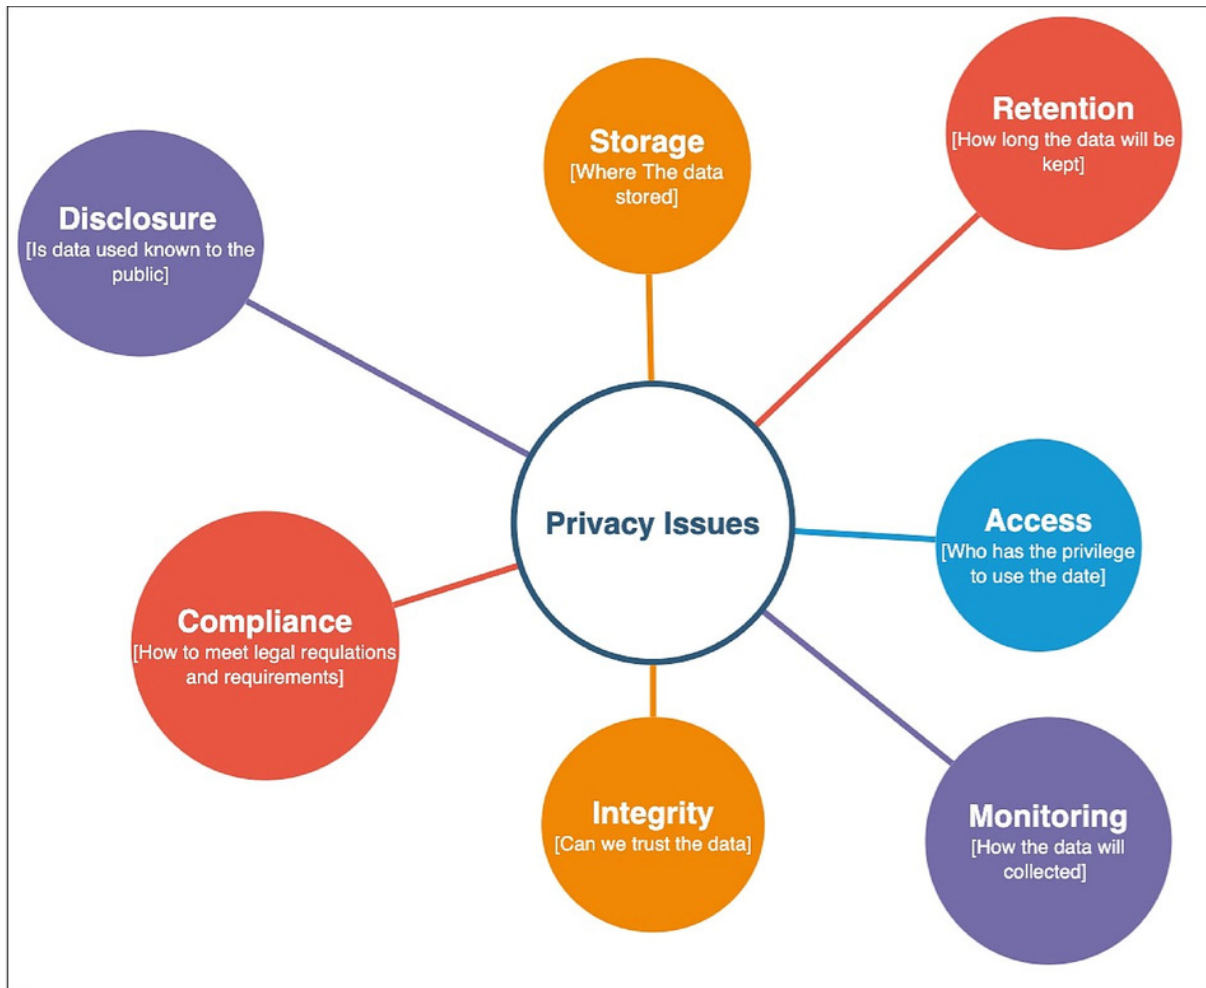 Retention
[How long the data will be
kept]
Storage
[Where The data
stored]
Disclosure
[Is data used known to the
public]
Privacy Issues
Access
[Who has the privilege
to use the date]
Compliance
[How to meet legal requlations
and requirements]
Integrity
[Can we trust the data]
Monitoring
[How the data will
collected]